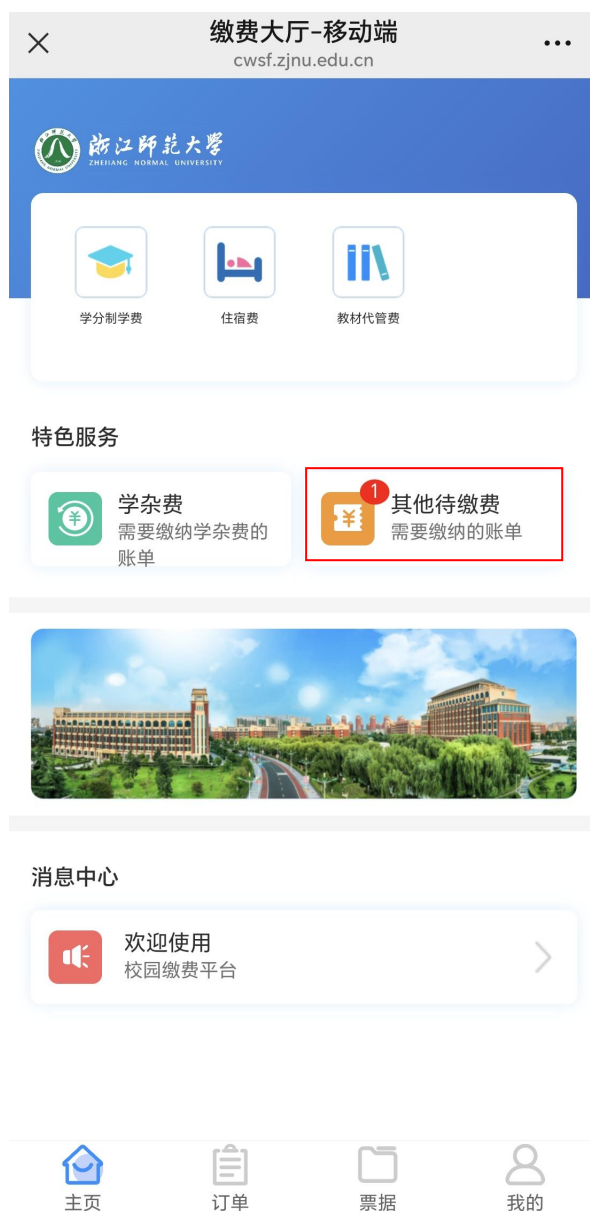 缴费大厅-移动端
cwsf.zjnu.edu.cn
浙江师范大学
ZHEJIANG NORMAL UNIVERSITY
学分制学费
住宿费
教材代管费
特色服务
学杂费
需要缴纳学杂费的
账单
1
其他待缴费
需要缴纳的账单
消息中心
欢迎使用
校园缴费平台
主页
订单
票据
我的